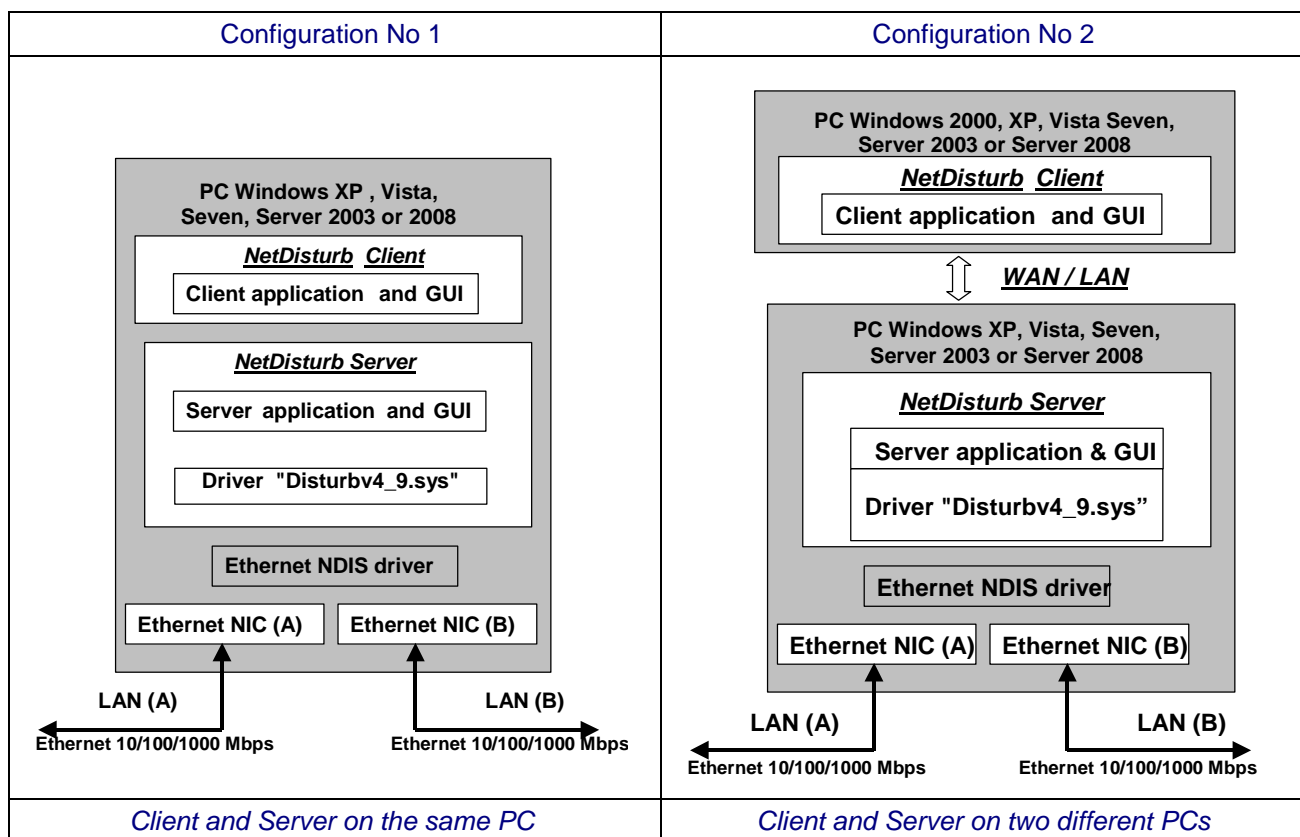 Configuration No 1
PC Windows XP , Vista,
Seven, Server 2003 or 2008
NetDisturb Client
Client application and GUI
NetDisturb Server
Server application and GUI
Driver "Disturbv4_9.sys"
Ethernet NDIS driver
Ethernet NIC (A)
Ethernet NIC (B)
LAN (A)
LAN (B)
Ethernet 10/100/1000 Mbps
Ethernet 10/100/1000 Mbps
Client and Server on the same PC
Configuration No 2
PC Windows 2000, XP, Vista Seven,
Server 2003 or Server 2008
NetDisturb Client
Client application and GUI
WAN / LAN
PC Windows XP, Vista, Seven,
Server 2003 or Server 2008
NetDisturb Server
Server application & GUI
Driver "Disturbv4_9.sys”
Ethernet NDIS driver
Ethernet NIC (A)
Ethernet NIC (B)
LAN (A)
LAN (B)
Ethernet 10/100/1000 Mbps
Ethernet 10/100/1000 Mbps
Client and Server on two different PCs